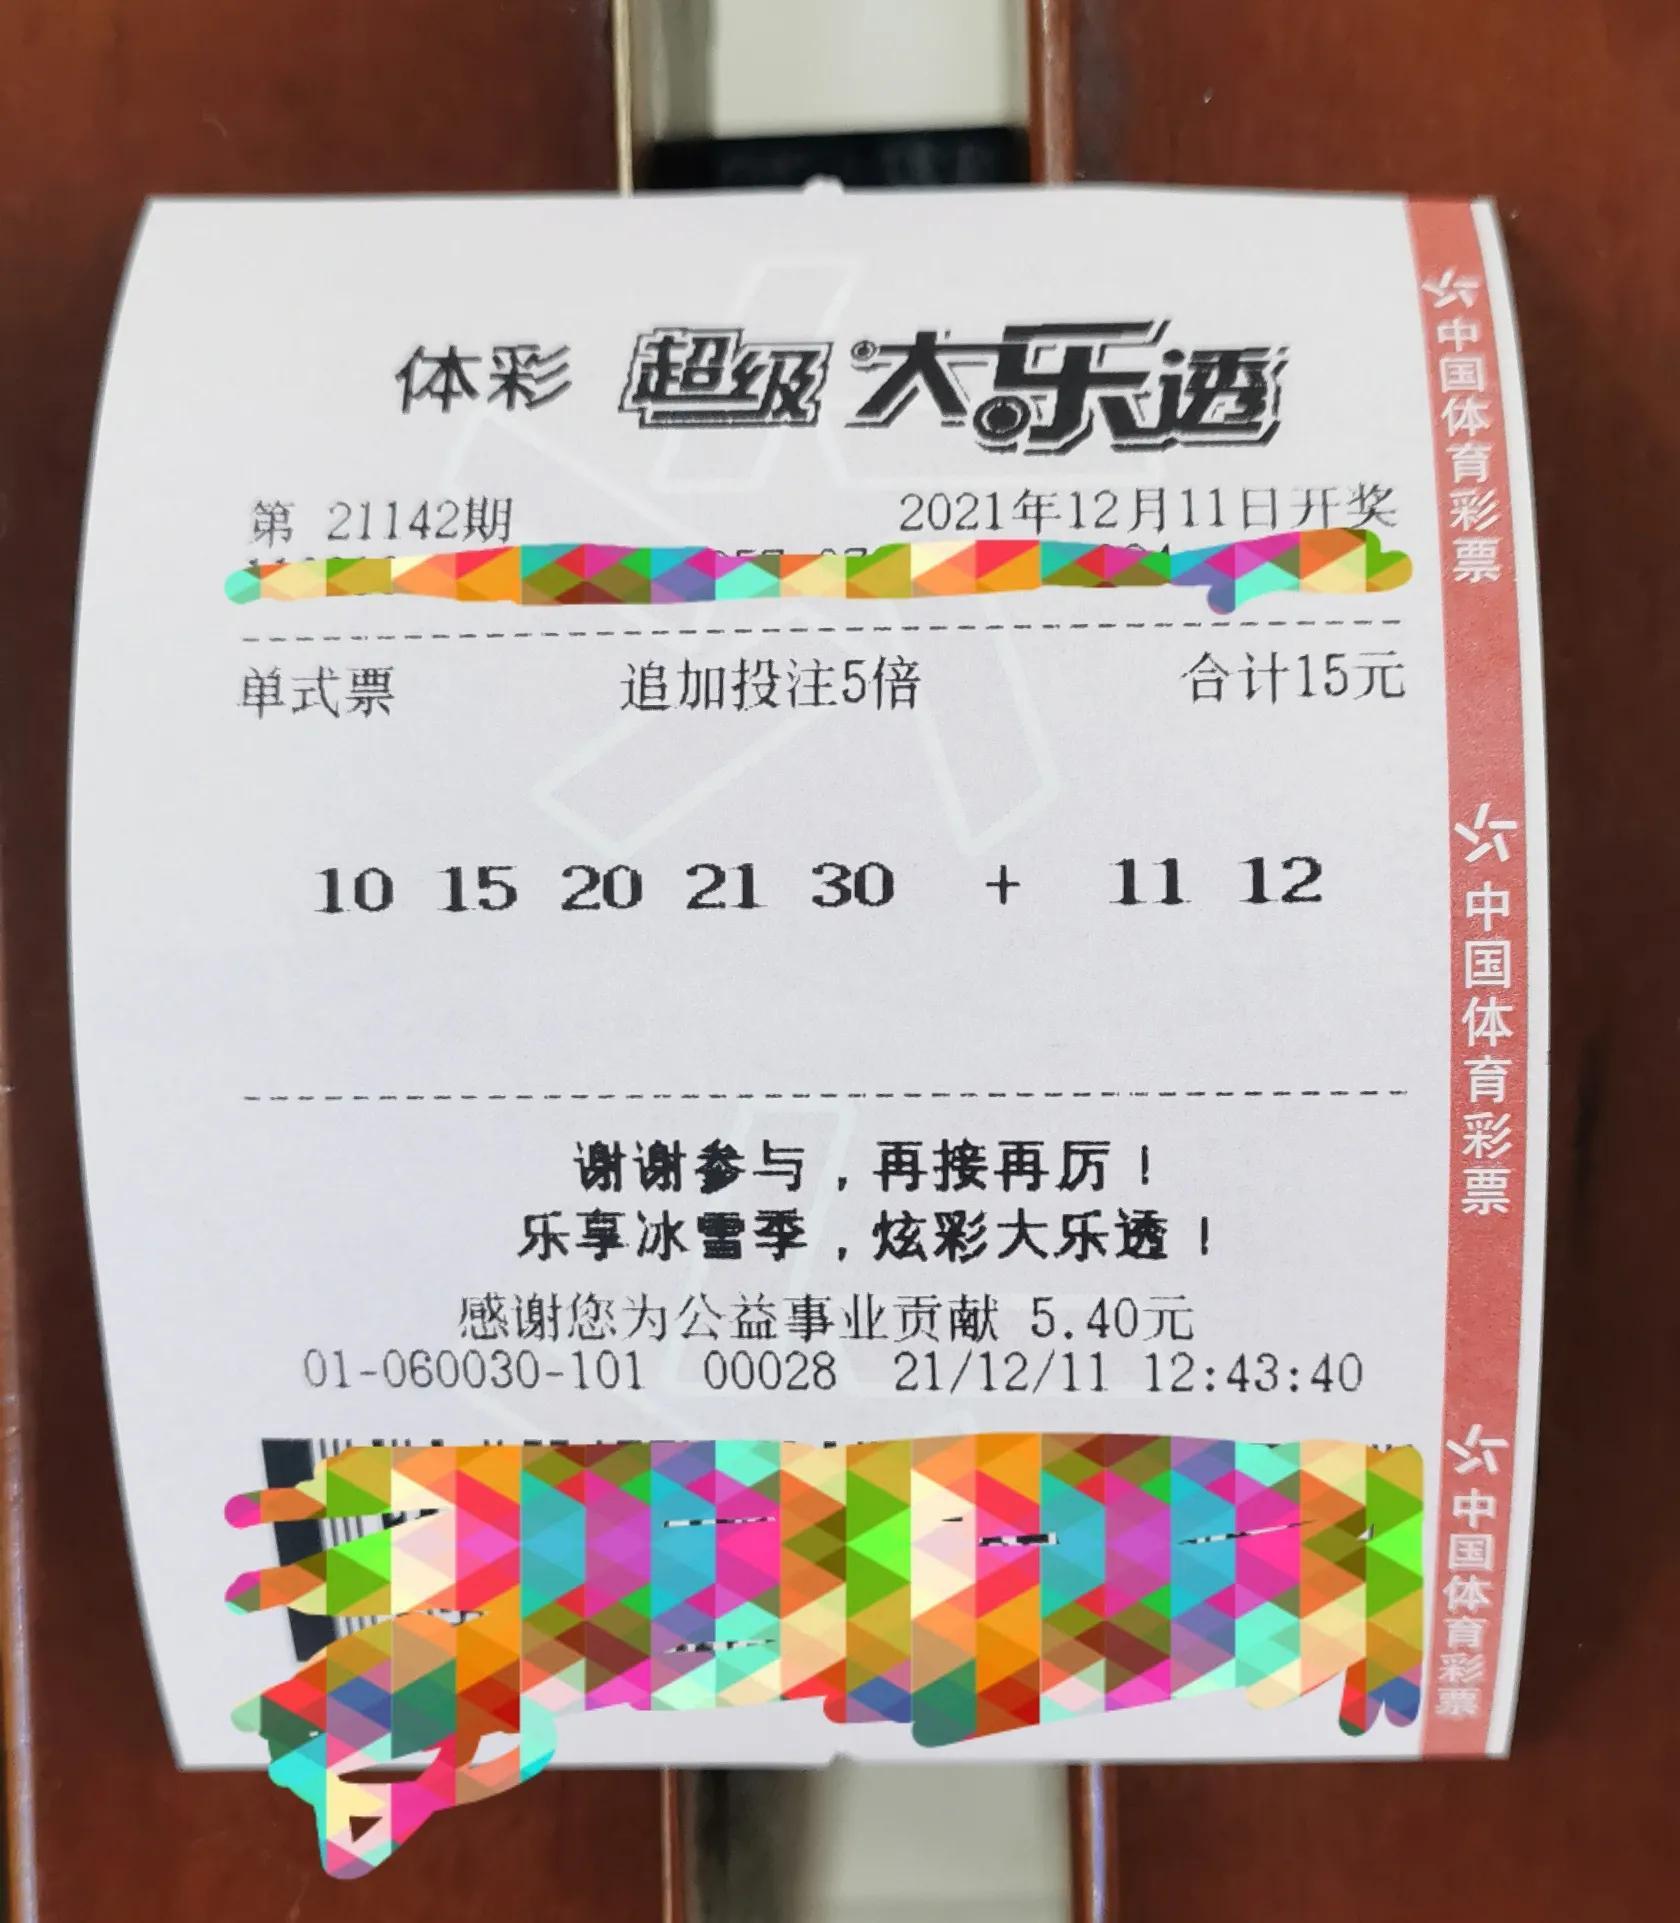 体彩 超级大乐透
第 21142期 2021年12月11日开奖
单式票 追加投注5倍 合计15元
10 15 20 21 30 + 11 12
谢谢参与，再接再厉！
乐享冰雪季，炫彩大乐透！
感谢您为公益事业贡献 5.40元
01-060030-101 00028 21/12/11 12:43:40
中国体育彩票
中国体育彩票
中国体育彩票